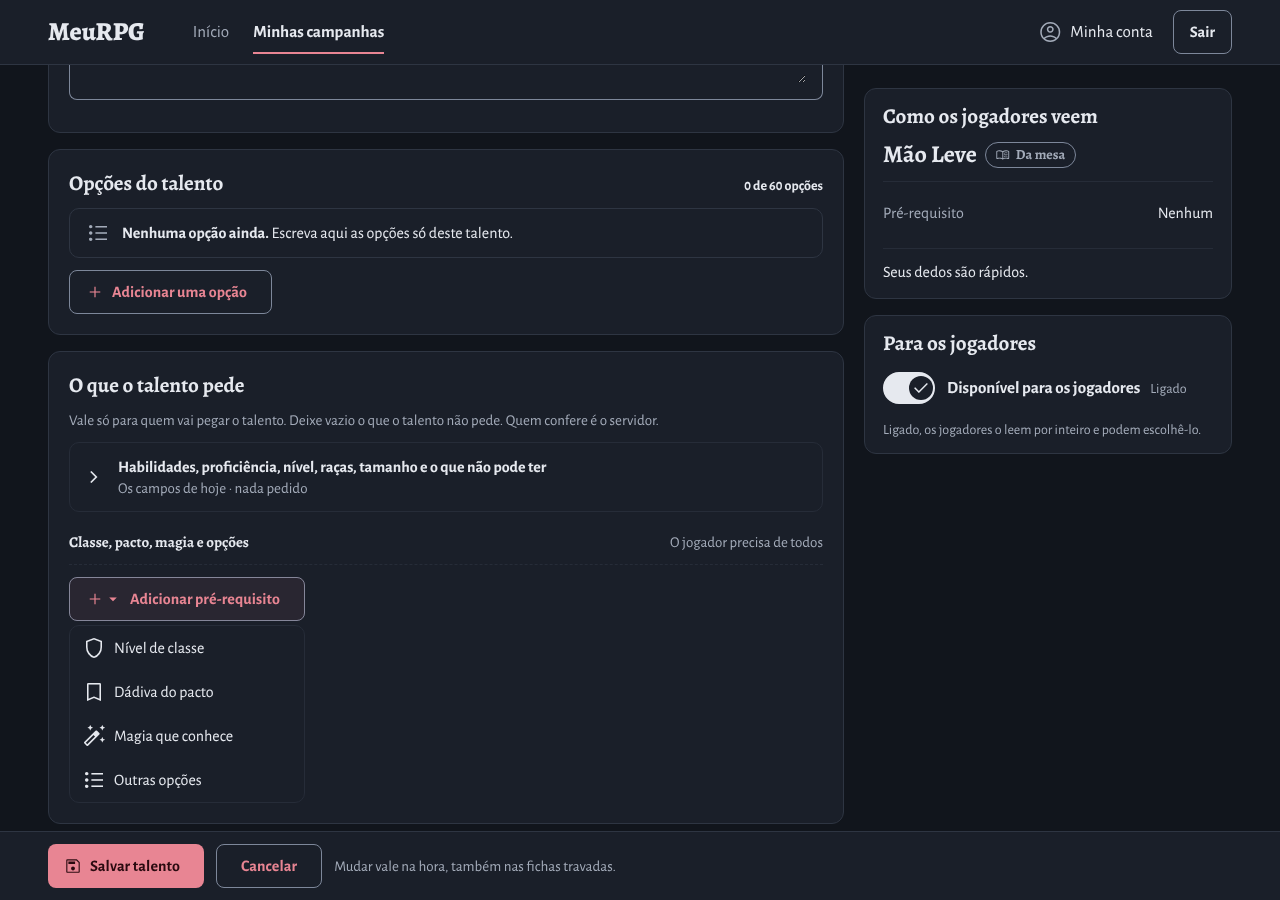 MeuRPG
Início
Minhas campanhas
Minha conta
Sair
Opções do talento
0 de 60 opções
Nenhuma opção ainda. Escreva aqui as opções só deste talento.
Adicionar uma opção
O que o talento pede
Vale só para quem vai pegar o talento. Deixe vazio o que o talento não pede. Quem confere é o servidor.
Habilidades, proficiência, nível, raças, tamanho e o que não pode ter
Os campos de hoje · nada pedido
Classe, pacto, magia e opções
O jogador precisa de todos
Adicionar pré-requisito
Nível de classe
Dádiva do pacto
Magia que conhece
Outras opções
Como os jogadores veem
Mão Leve
Da mesa
Pré-requisito
Nenhum
Seus dedos são rápidos.
Para os jogadores
Disponível para os jogadores
Ligado
Ligado, os jogadores o leem por inteiro e podem escolhê-lo.
Salvar talento
Cancelar
Mudar vale na hora, também nas fichas travadas.